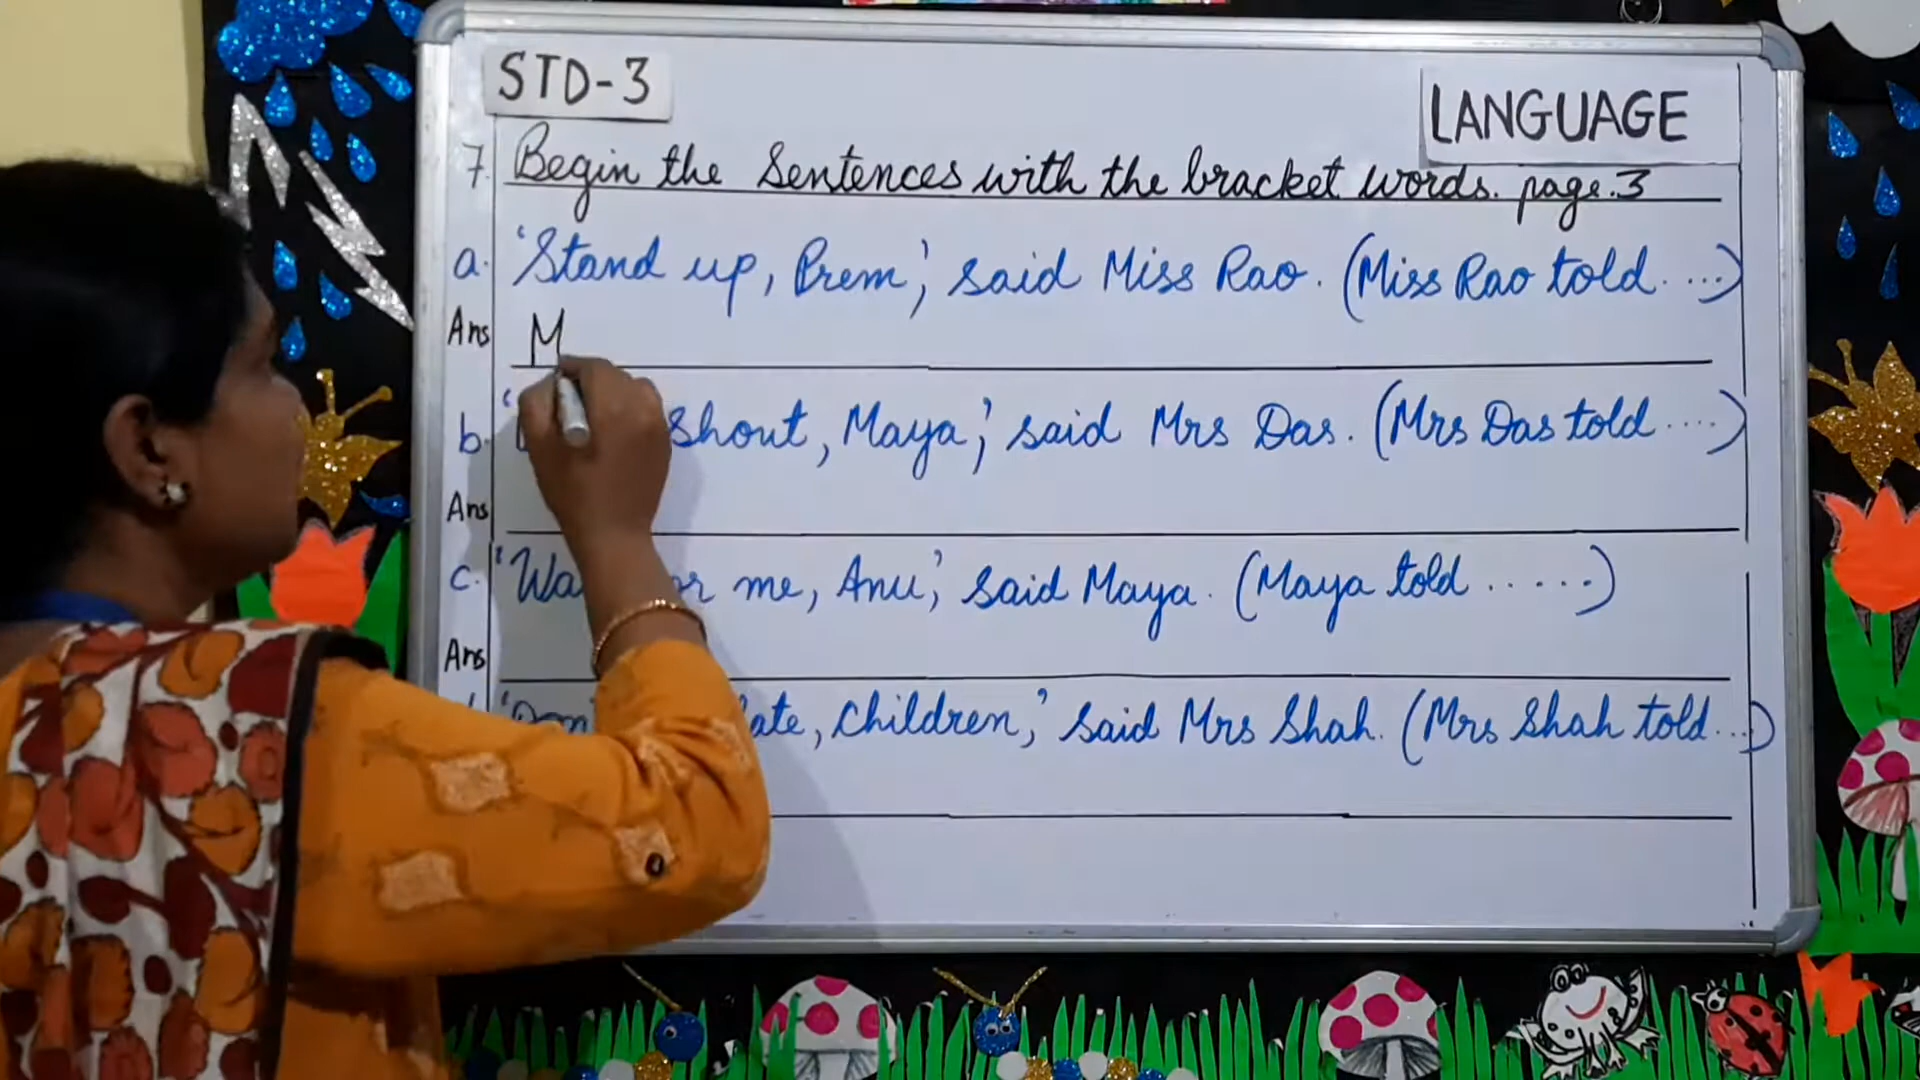 STD-3
LANGUAGE
7. Begin the Sentences with the bracket words. page.3
a. 'Stand up, Prem,' said Miss Rao. (Miss Rao told ....)
Ans M
b. shout, Maya,' said Mrs Das. (Mrs Das told ....)
Ans
c. me, Anu,' said Maya. (Maya told ......)
Ans
children,' said Mrs Shah. (Mrs Shah told ...)